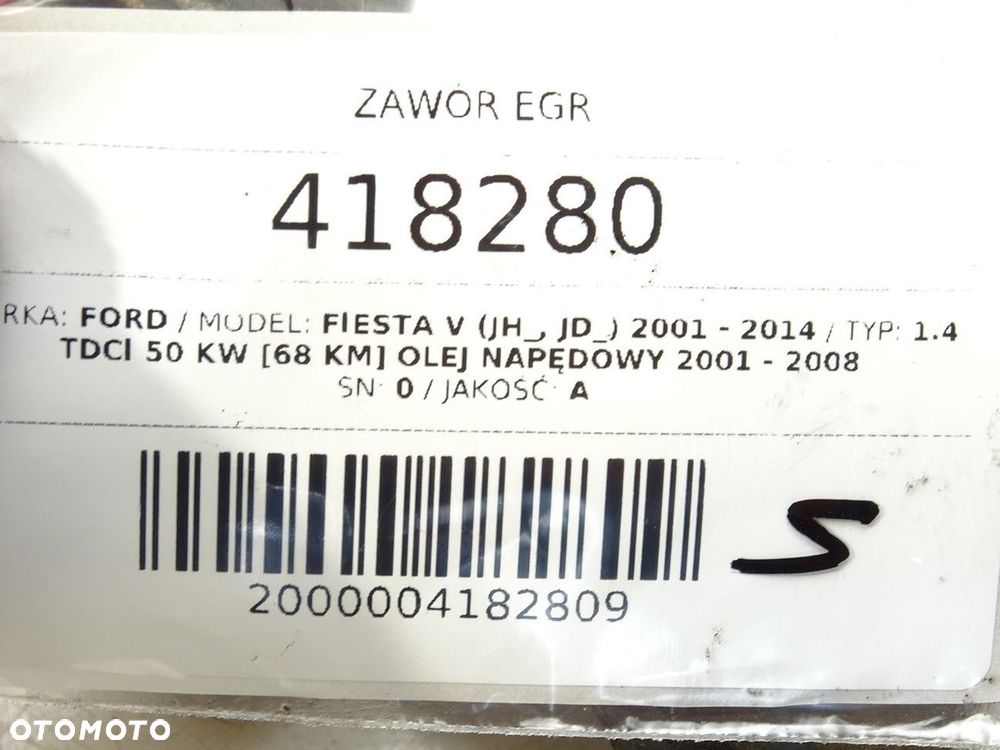 ZAWÓR EGR
418280
RKA: FORD / MODEL: FIESTA V (JH_, JD_) 2001 - 2014 / TYP: 1.4
TDCI 50 KW [68 KM] OLEJ NAPĘDOWY 2001 - 2008
SN: 0 / JAKOŚĆ: A
2000004182809
S
OTOMOTO